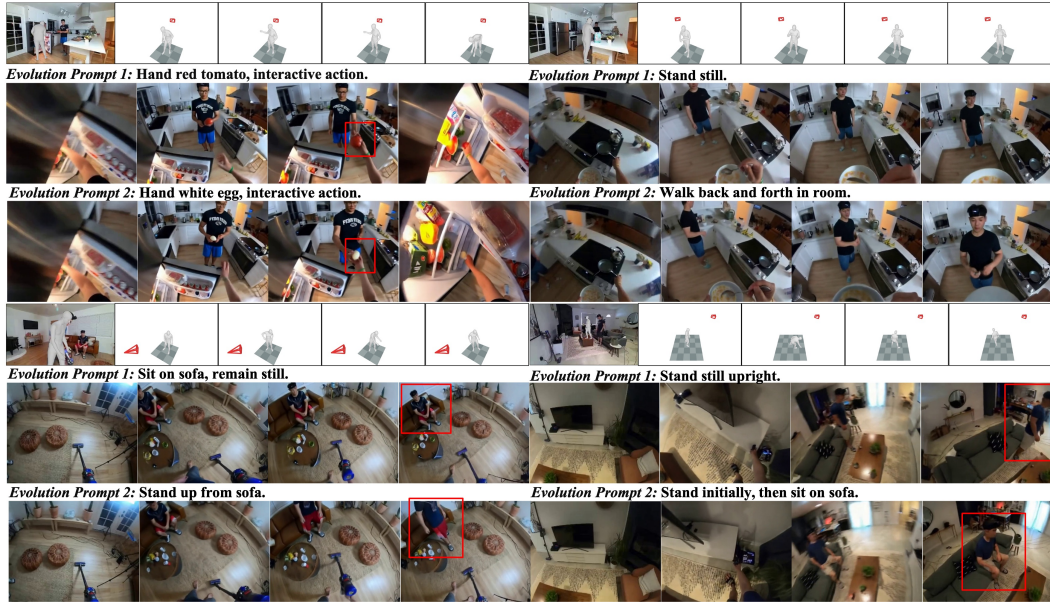 Evolution Prompt 1: Hand red tomato, interactive action.
Evolution Prompt 1: Stand still.
Evolution Prompt 2: Hand white egg, interactive action.
Evolution Prompt 2: Walk back and forth in room.
Evolution Prompt 1: Sit on sofa, remain still.
Evolution Prompt 1: Stand still upright.
Evolution Prompt 2: Stand up from sofa.
Evolution Prompt 2: Stand initially, then sit on sofa.